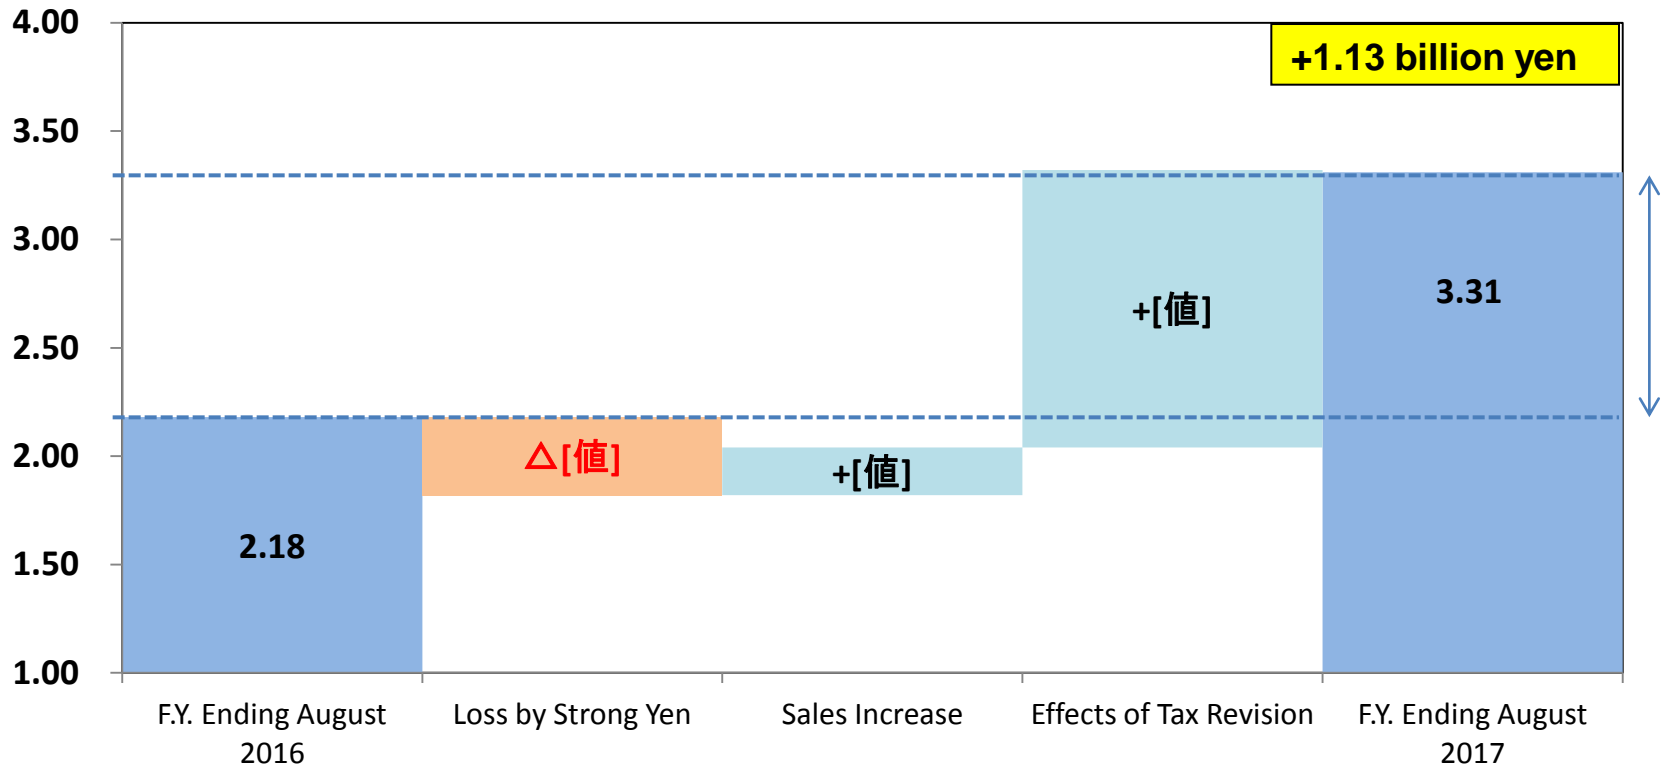 4.00
+1.13 billion yen
3.50
3.00
2.50
2.00
1.50
1.00
+[値]
3.31
△[値]
+[値]
2.18
F.Y. Ending August
2016
Loss by Strong Yen
Sales Increase
Effects of Tax Revision
F.Y. Ending August
2017